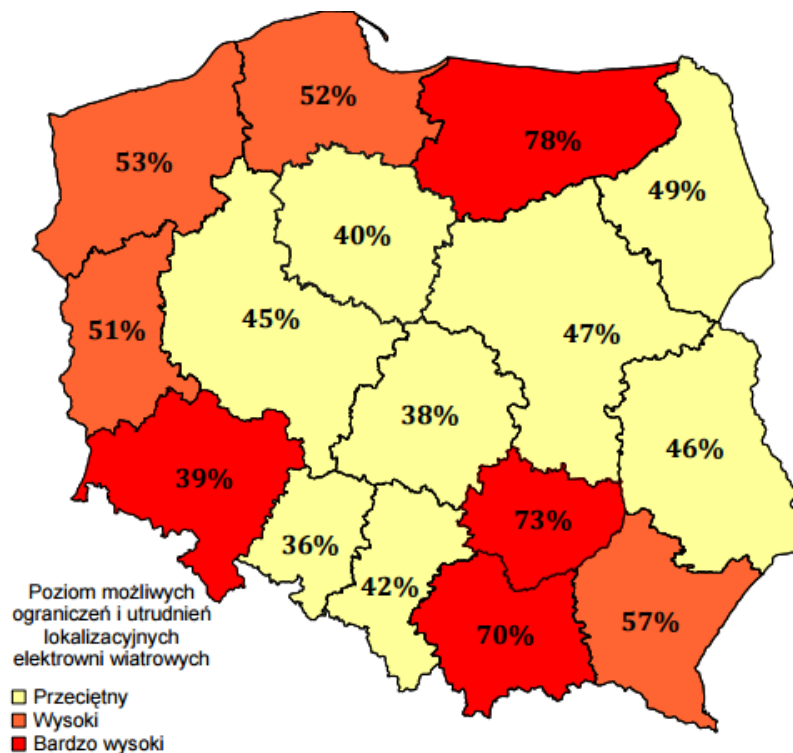 52%
53%
78%
49%
40%
45%
51%
47%
38%
46%
39%
73%
36%
42%
57%
70%
Poziom możliwych
ograniczeń i utrudnień
lokalizacyjnych
elektrowni wiatrowych
Przeciętny
Wysoki
Bardzo wysoki